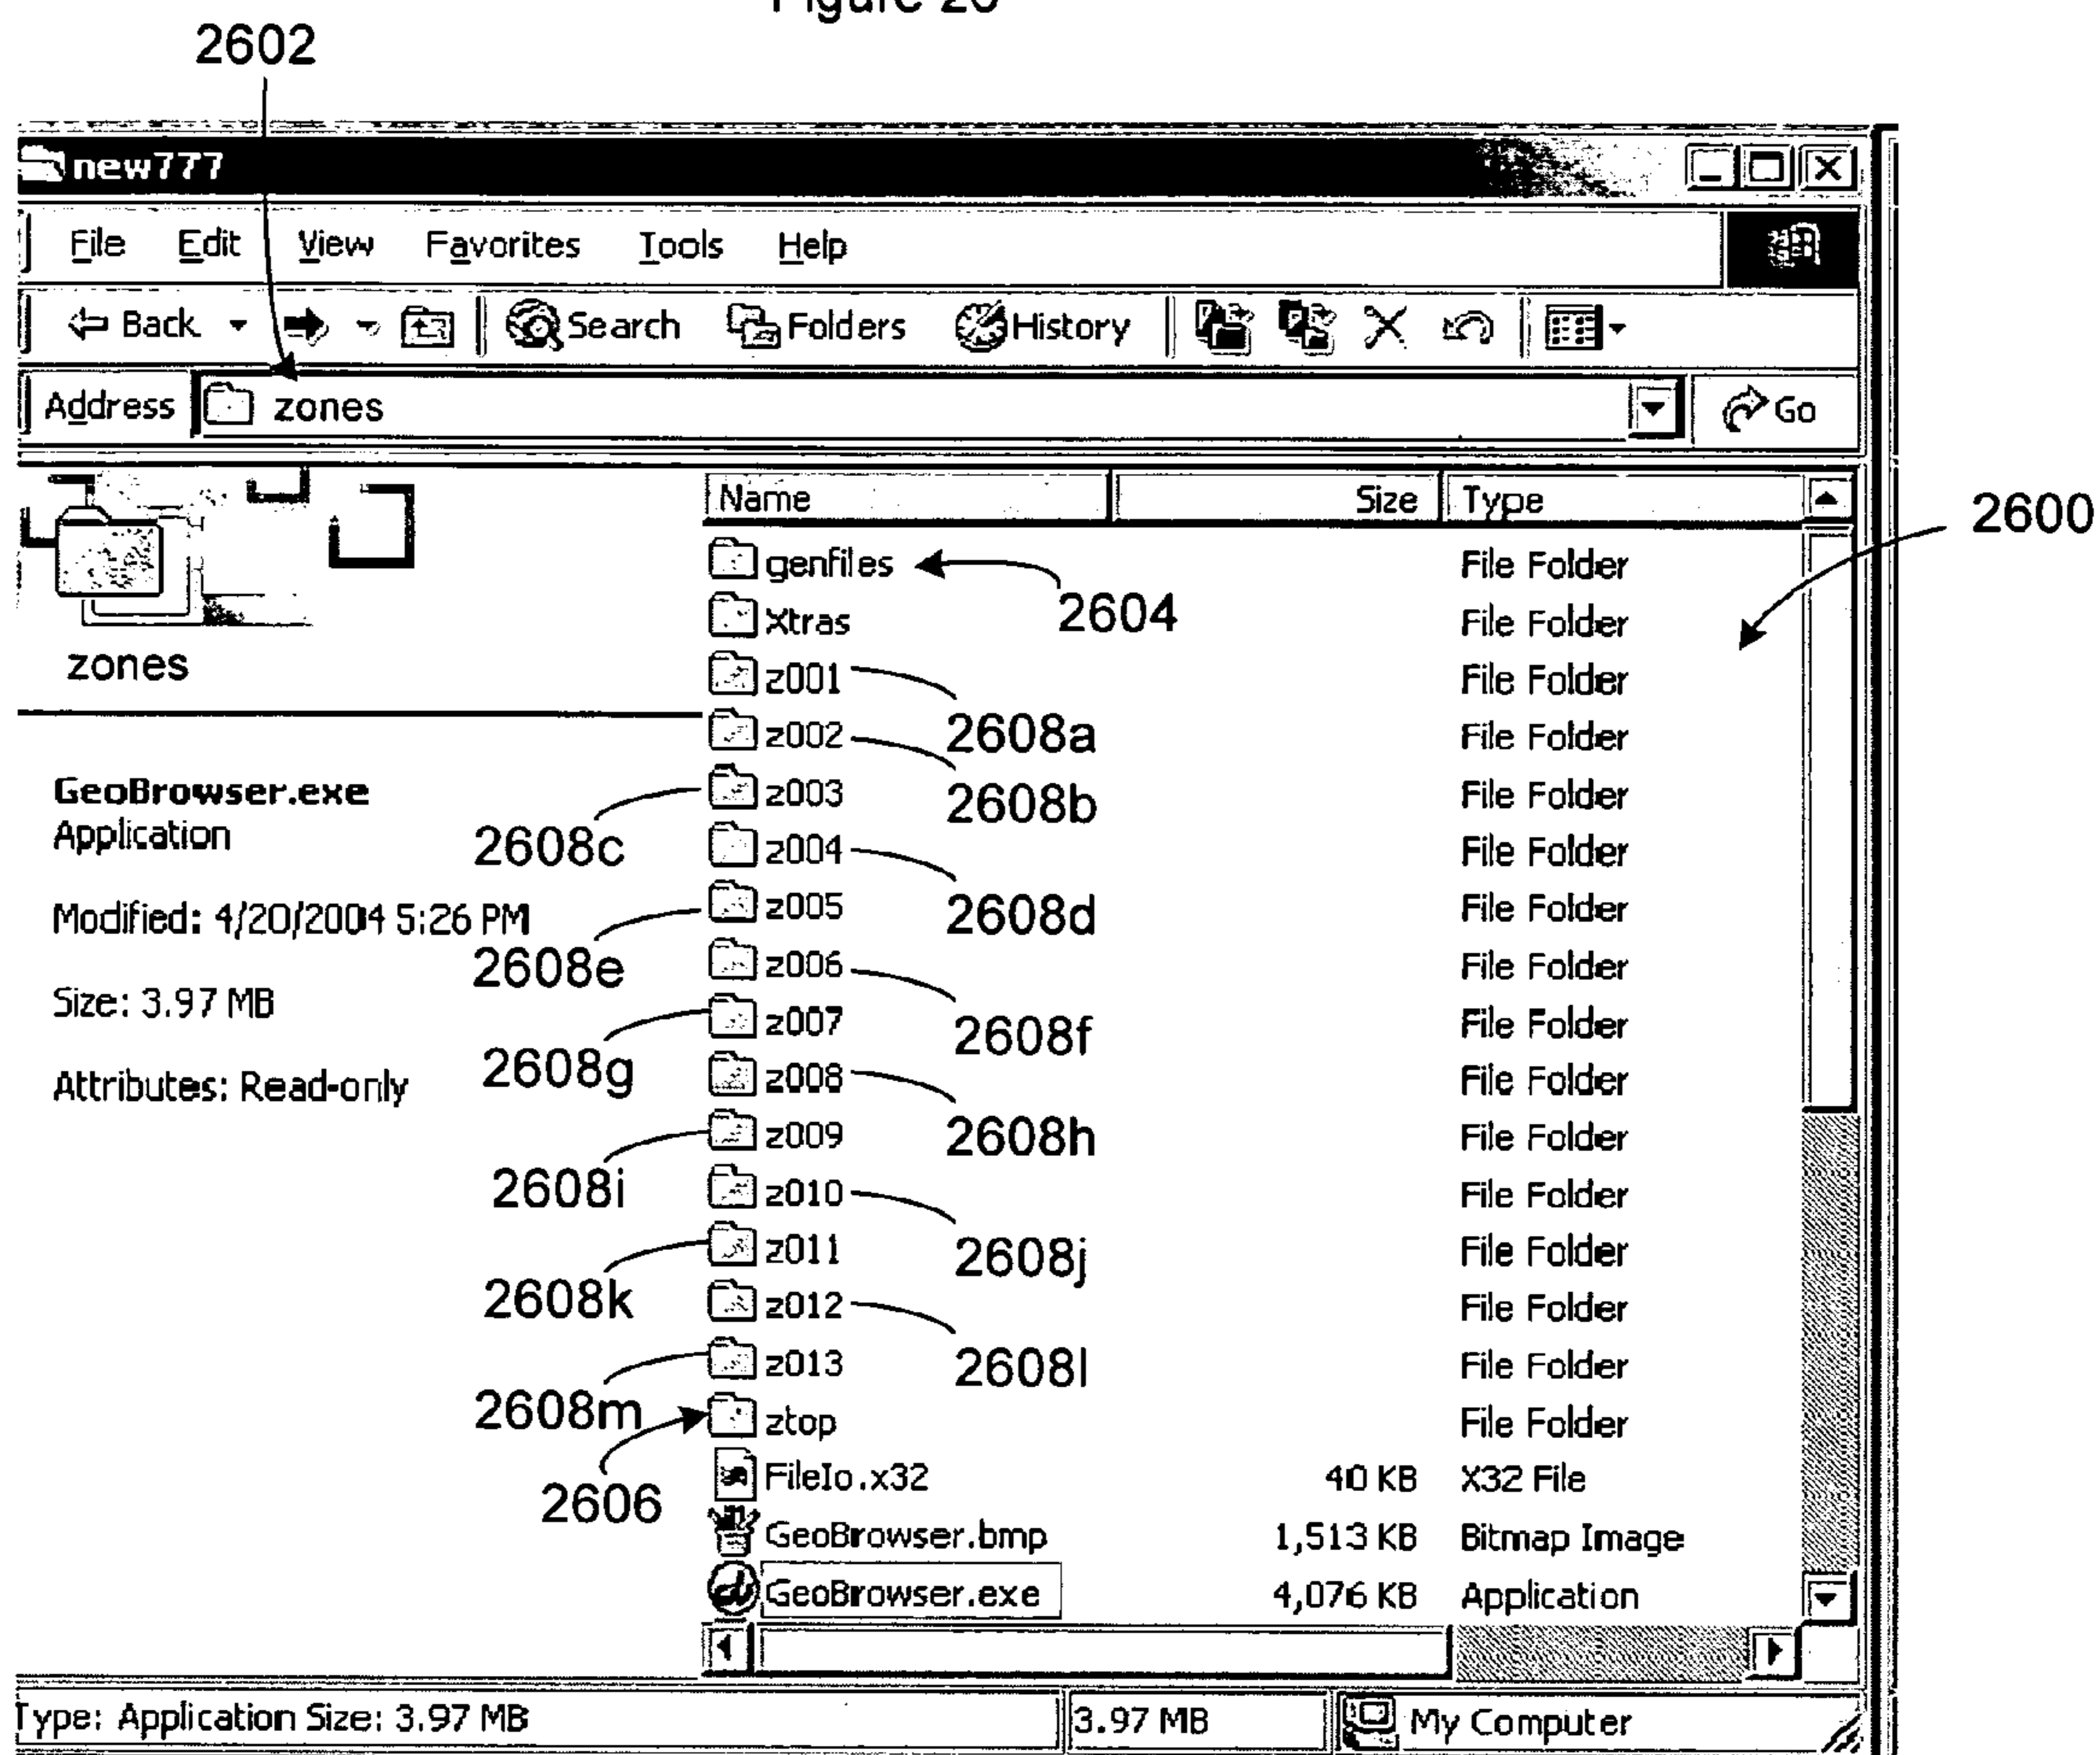 Figure 26
2602
new777
File Edit View Favorites Tools Help
Back Search Folders History
Address zones Go
Name Size Type
2600
genfiles File Folder
2604
Xtras File Folder
zones
z001 File Folder
2608a
z002 File Folder
2608b
GeoBrowser.exe
z003 File Folder
2608c
Application
z004 File Folder
2608d
Modified: 4/20/2004 5:26 PM
z005 File Folder
2608e
z006 File Folder
2608f
Size: 3.97 MB
z007 File Folder
2608g
Attributes: Read-only
z008 File Folder
2608h
z009 File Folder
2608i
z010 File Folder
2608j
z011 File Folder
2608k
z012 File Folder
2608l
z013 File Folder
2608m
ztop File Folder
2606
FileIo.x32 40 KB X32 File
GeoBrowser.bmp 1,513 KB Bitmap Image
GeoBrowser.exe 4,076 KB Application
Type: Application Size: 3.97 MB 3.97 MB My Computer